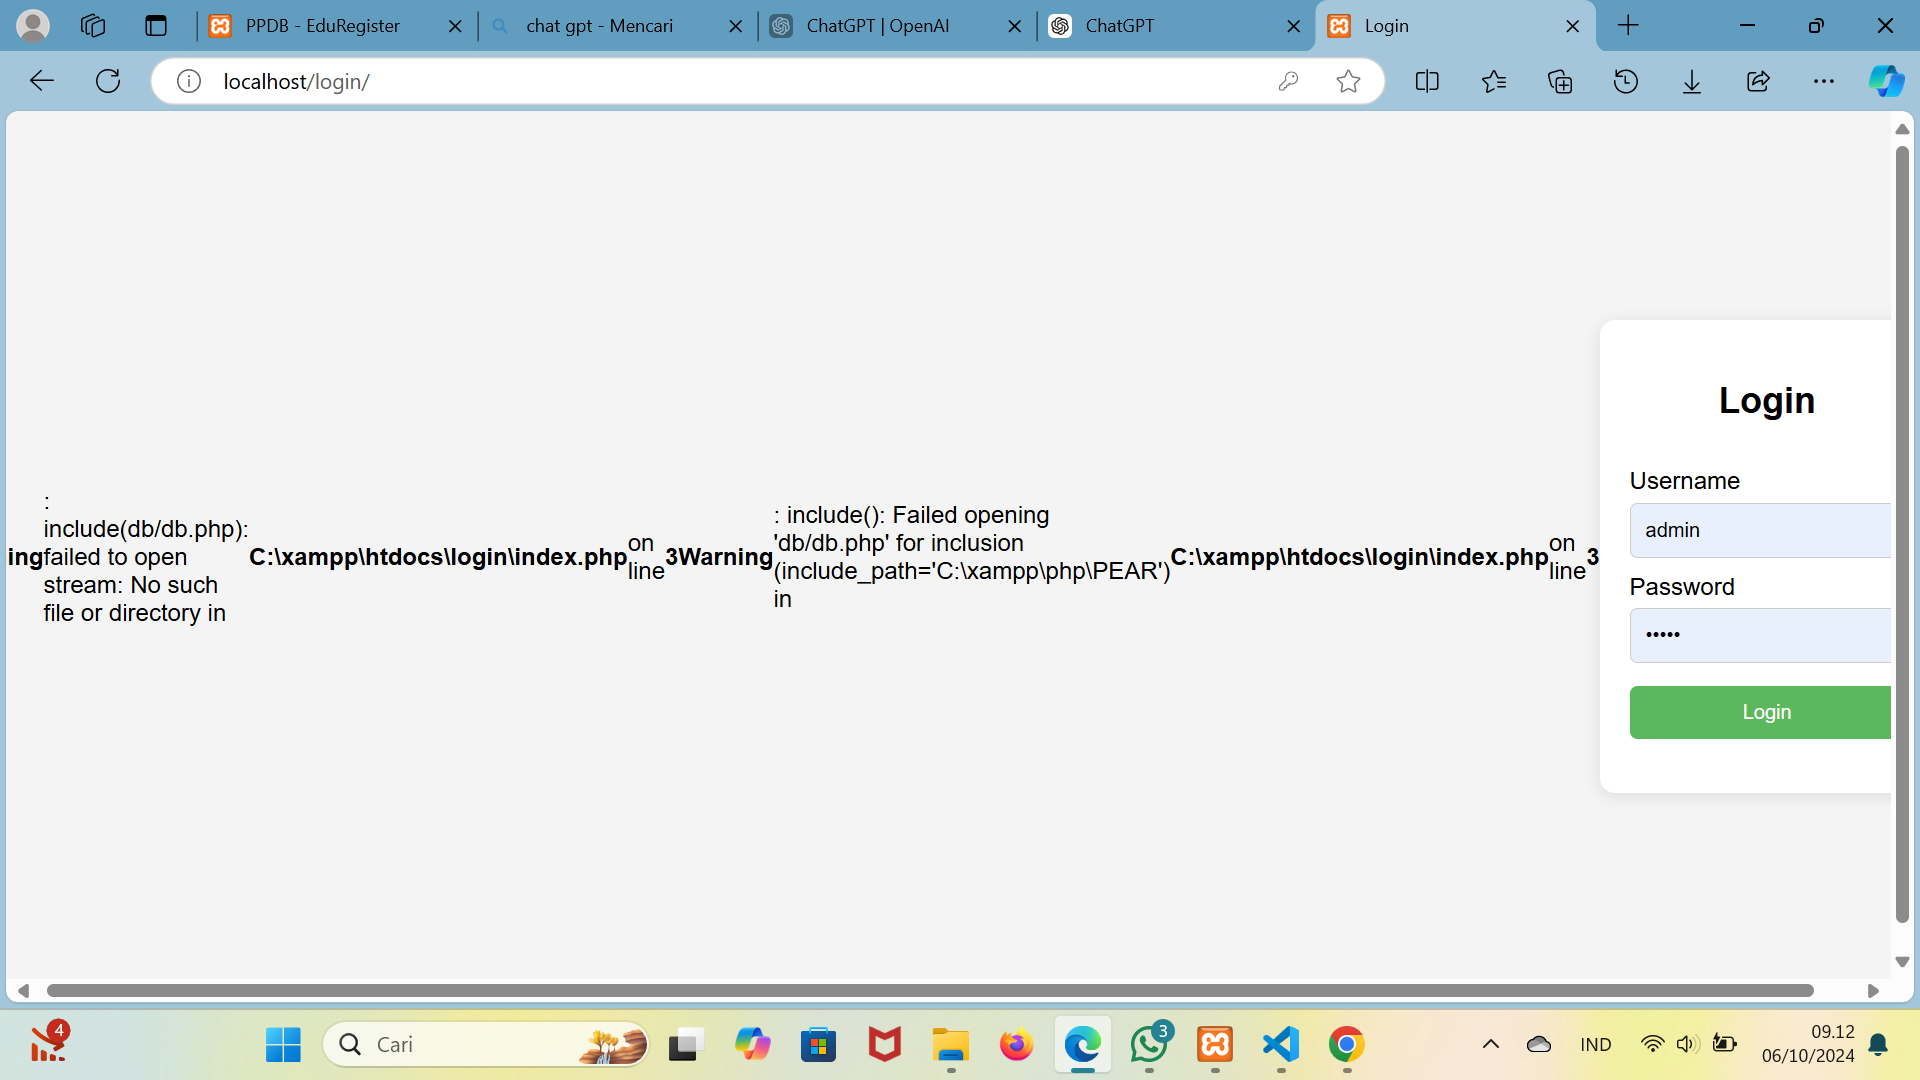 PPDB - EduRegister
chat gpt - Mencari
ChatGPT | OpenAI
ChatGPT
Login
localhost/login/
ing
:
include(db/db.php):
failed to open
stream: No such
file or directory in
C:\xampp\htdocs\login\index.php
on
line
3Warning
: include(): Failed opening
'db/db.php' for inclusion
(include_path='C:\xampp\php\PEAR')
in
C:\xampp\htdocs\login\index.php
on
line
3
Login
Username
admin
Password
•••••
Login
4
Cari
3
IND
09.12
06/10/2024